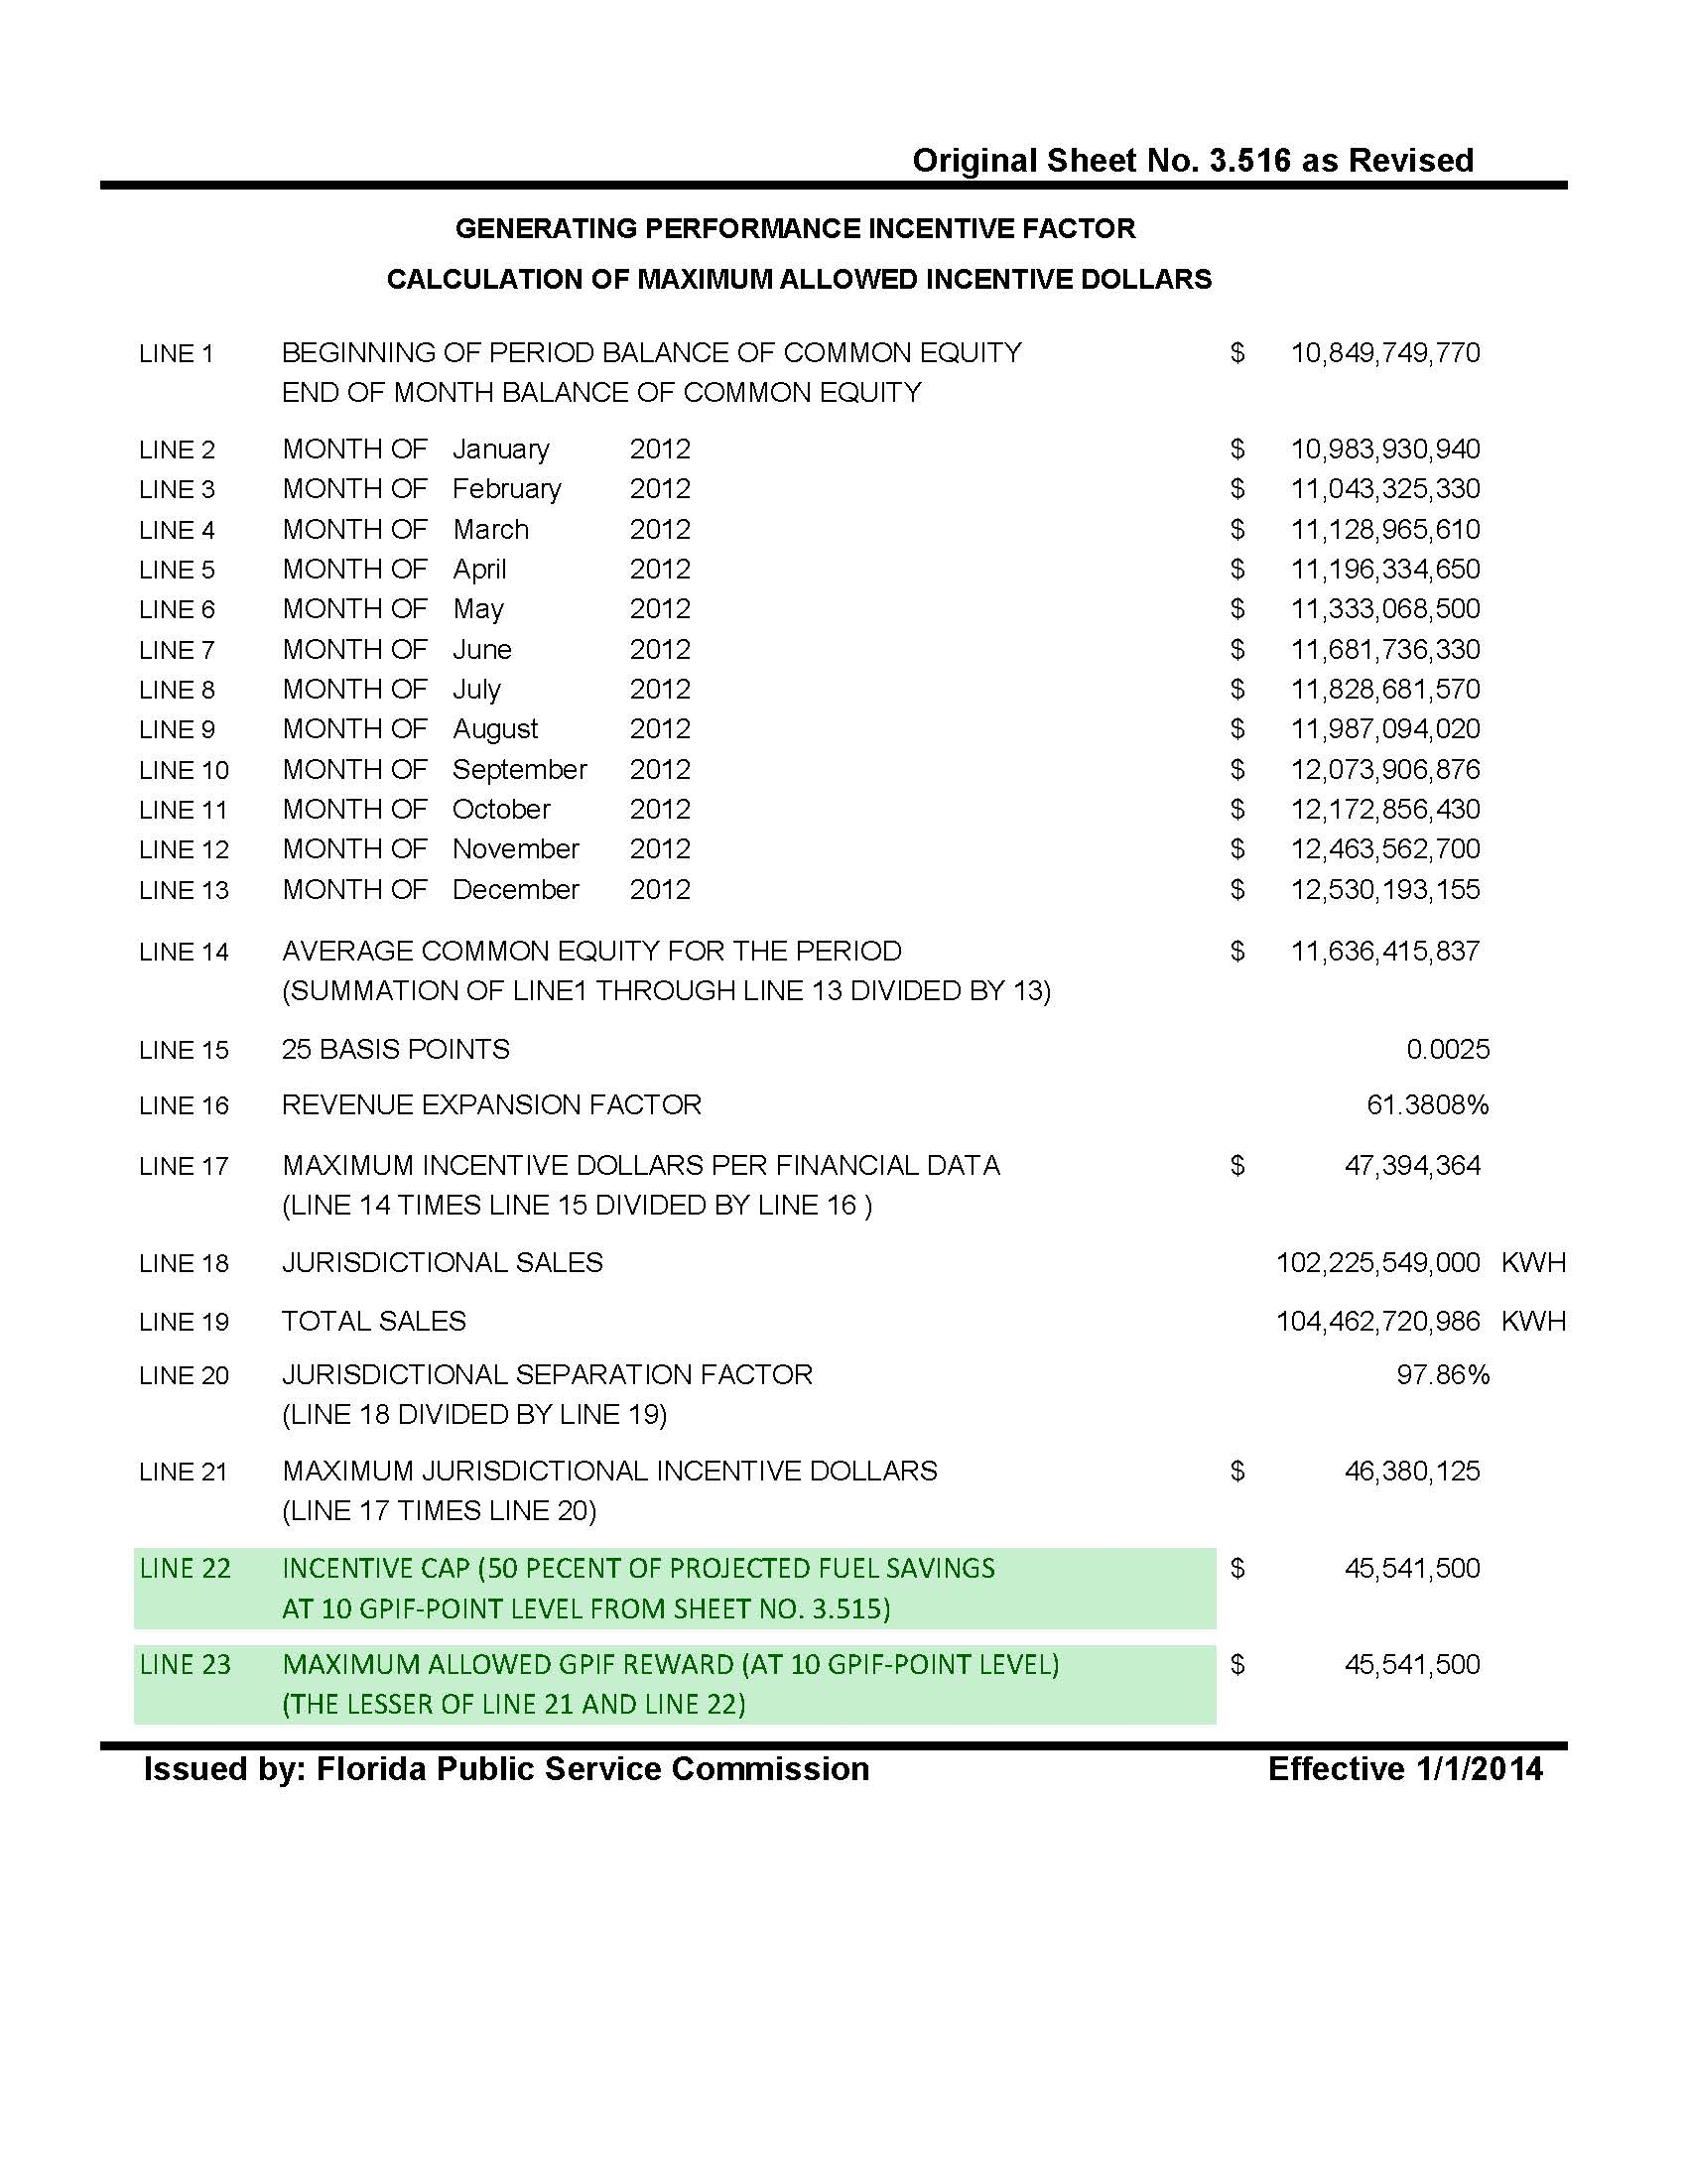 Original Sheet No. 3.516 as Revised
GENERATING PERFORMANCE INCENTIVE FACTOR
CALCULATION OF MAXIMUM ALLOWED INCENTIVE DOLLARS
LINE 1 BEGINNING OF PERIOD BALANCE OF COMMON EQUITY $ 10,849,749,770
END OF MONTH BALANCE OF COMMON EQUITY
LINE 2 MONTH OF January 2012 $ 10,983,930,940
LINE 3 MONTH OF February 2012 $ 11,043,325,330
LINE 4 MONTH OF March 2012 $ 11,128,965,610
LINE 5 MONTH OF April 2012 $ 11,196,334,650
LINE 6 MONTH OF May 2012 $ 11,333,068,500
LINE 7 MONTH OF June 2012 $ 11,681,736,330
LINE 8 MONTH OF July 2012 $ 11,828,681,570
LINE 9 MONTH OF August 2012 $ 11,987,094,020
LINE 10 MONTH OF September 2012 $ 12,073,906,876
LINE 11 MONTH OF October 2012 $ 12,172,856,430
LINE 12 MONTH OF November 2012 $ 12,463,562,700
LINE 13 MONTH OF December 2012 $ 12,530,193,155
LINE 14 AVERAGE COMMON EQUITY FOR THE PERIOD $ 11,636,415,837
(SUMMATION OF LINE1 THROUGH LINE 13 DIVIDED BY 13)
LINE 15 25 BASIS POINTS 0.0025
LINE 16 REVENUE EXPANSION FACTOR 61.3808%
LINE 17 MAXIMUM INCENTIVE DOLLARS PER FINANCIAL DATA $ 47,394,364
(LINE 14 TIMES LINE 15 DIVIDED BY LINE 16 )
LINE 18 JURISDICTIONAL SALES 102,225,549,000 KWH
LINE 19 TOTAL SALES 104,462,720,986 KWH
LINE 20 JURISDICTIONAL SEPARATION FACTOR 97.86%
(LINE 18 DIVIDED BY LINE 19)
LINE 21 MAXIMUM JURISDICTIONAL INCENTIVE DOLLARS $ 46,380,125
(LINE 17 TIMES LINE 20)
LINE 22 INCENTIVE CAP (50 PECENT OF PROJECTED FUEL SAVINGS $ 45,541,500
AT 10 GPIF-POINT LEVEL FROM SHEET NO. 3.515)
LINE 23 MAXIMUM ALLOWED GPIF REWARD (AT 10 GPIF-POINT LEVEL) $ 45,541,500
(THE LESSER OF LINE 21 AND LINE 22)
Issued by: Florida Public Service Commission Effective 1/1/2014